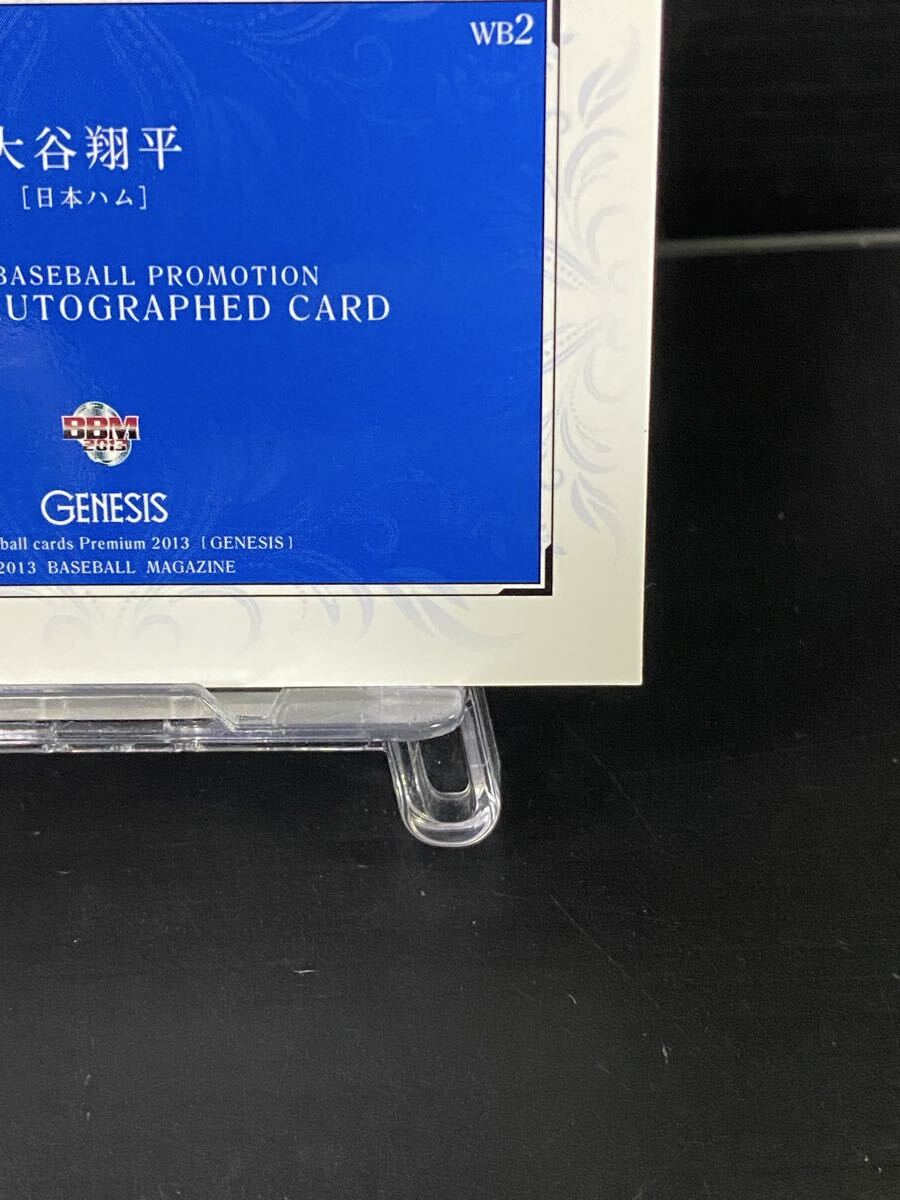 WB2
大谷翔平
[日本ハム]
BASEBALL PROMOTION
AUTOGRAPHED CARD
BBM
2013
GENESIS
ball cards Premium 2013 [GENESIS]
2013 BASEBALL MAGAZINE